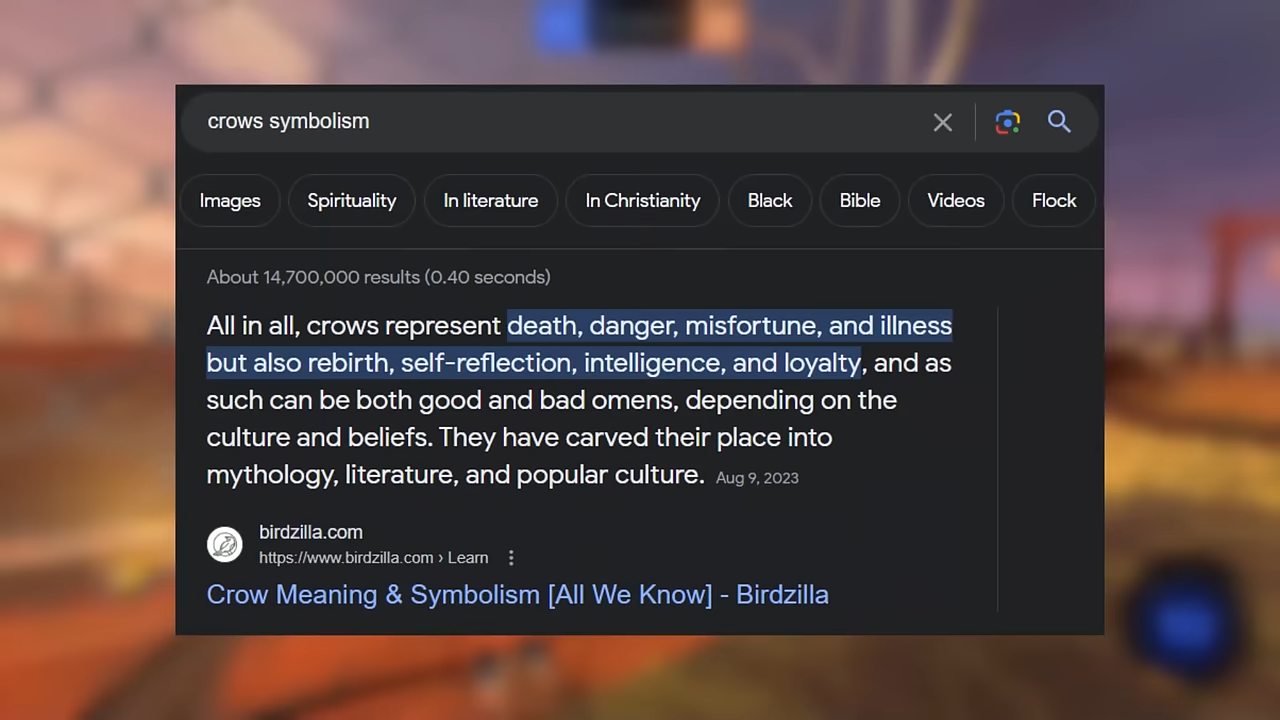 crows symbolism
Images Spirituality In literature In Christianity Black Bible Videos Flock
About 14,700,000 results (0.40 seconds)
All in all, crows represent death, danger, misfortune, and illness
but also rebirth, self-reflection, intelligence, and loyalty, and as
such can be both good and bad omens, depending on the
culture and beliefs. They have carved their place into
mythology, literature, and popular culture. Aug 9, 2023
birdzilla.com
https://www.birdzilla.com › Learn
Crow Meaning & Symbolism [All We Know] - Birdzilla